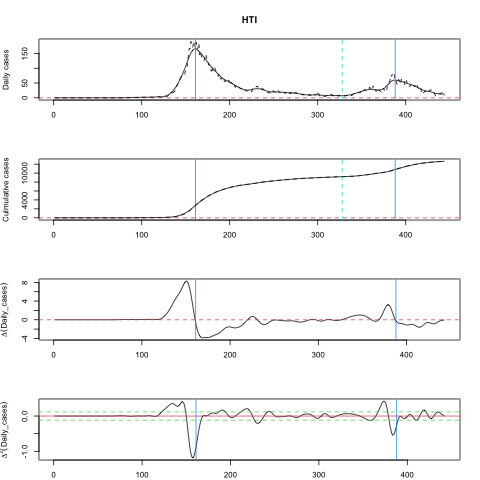 HTI
Daily cases
0 50 150
0 100 200 300 400
Culmulative cases
0 4000 10000
0 100 200 300 400
Δ(Daily_cases)
-4 0 4 8
0 100 200 300 400
Δ²(Daily_cases)
-1.0 0.0
0 100 200 300 400